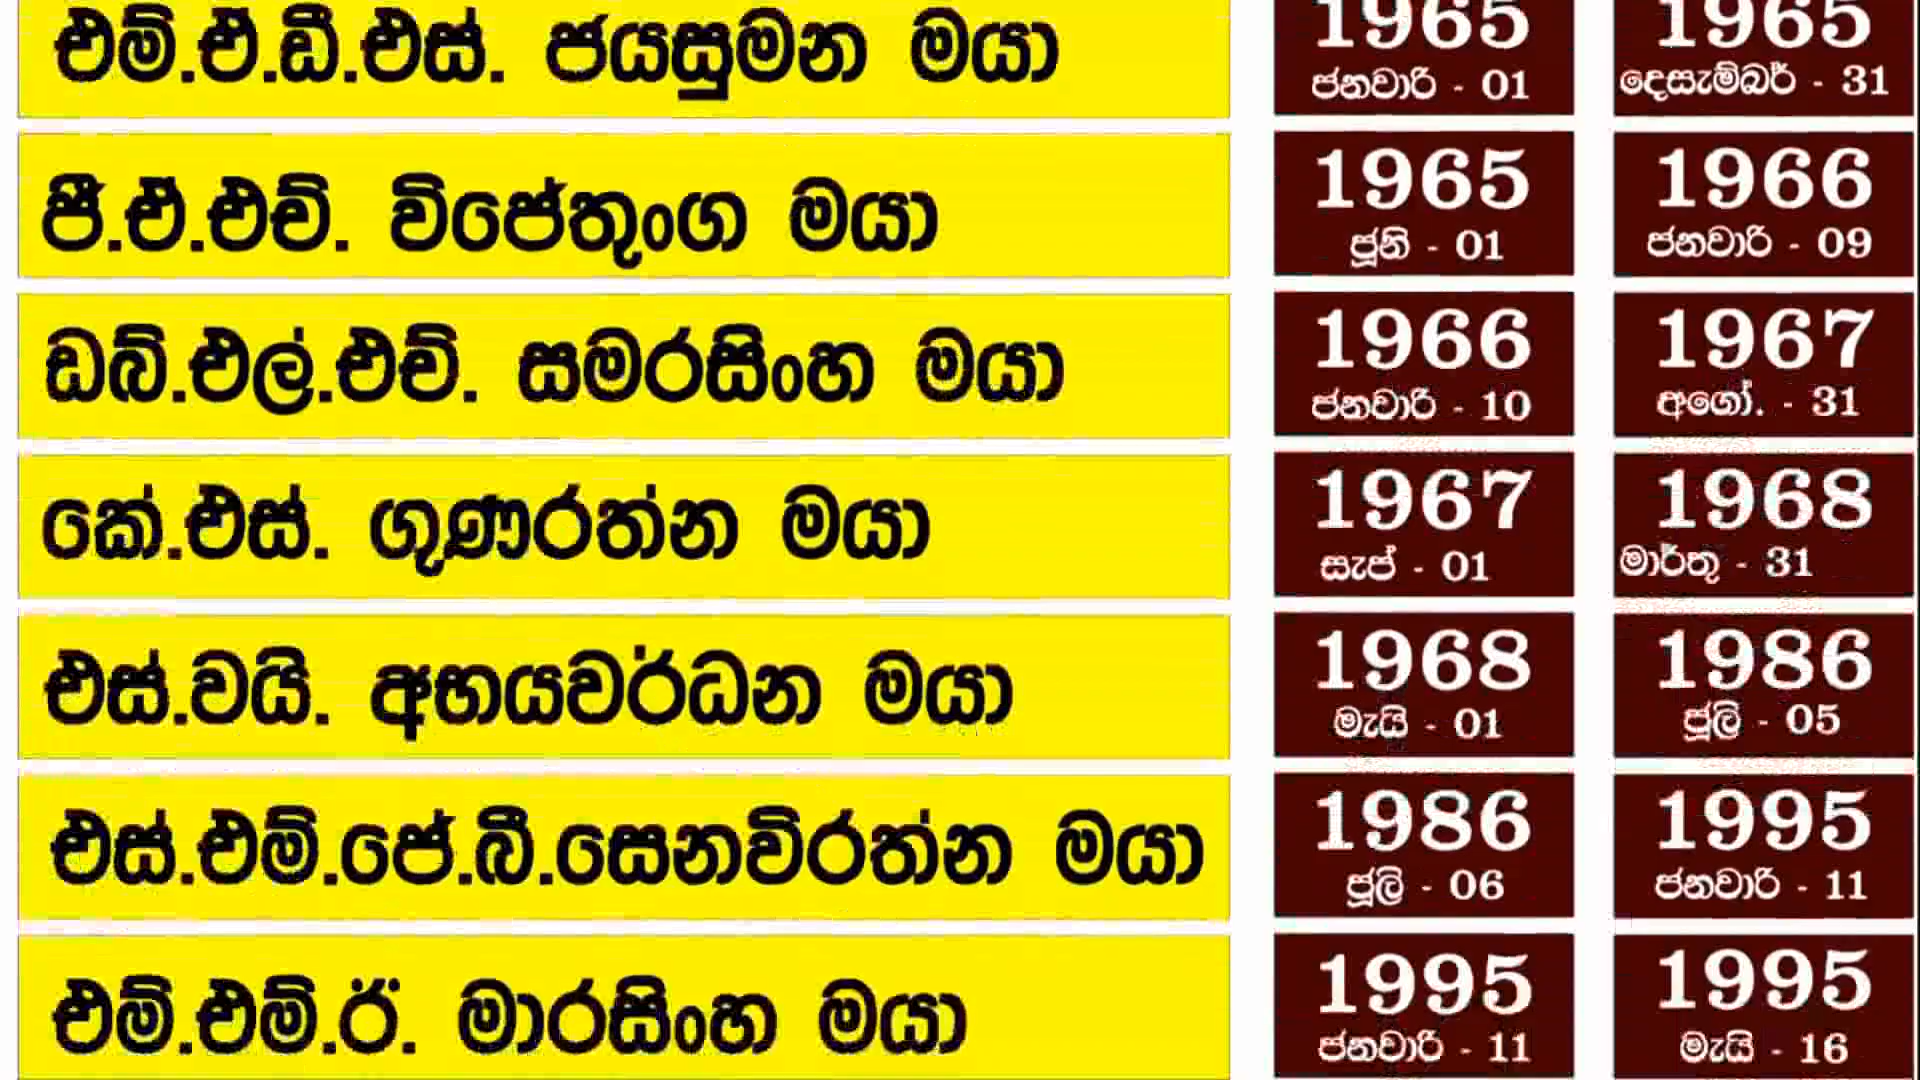 එම්.ඒ.ඩී.එස්. ජයසුමන මයා 1965 1965
ජනවාරි - 01 දෙසැම්බර් - 31
පී.ඒ.එච්. විජේතුංග මයා 1965 1966
ජූනි - 01 ජනවාරි - 09
ඩබ්.එල්.එච්. සමරසිංහ මයා 1966 1967
ජනවාරි - 10 අගෝ. - 31
කේ.එස්. ගුණරත්න මයා 1967 1968
සැප් - 01 මාර්තු - 31
එස්.වයි. අභයවර්ධන මයා 1968 1986
මැයි - 01 ජූලි - 05
එස්.එම්.ජේ.බී.සෙනවිරත්න මයා 1986 1995
ජූලි - 06 ජනවාරි - 11
එම්.එම්.ඊ. මාරසිංහ මයා 1995 1995
ජනවාරි - 11 මැයි - 16